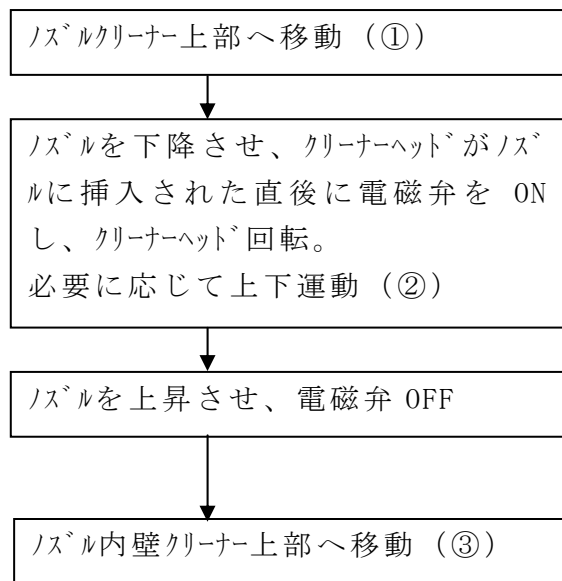 ﾉｽﾞﾙｸﾘｰﾅｰ上部へ移動（①）
ﾉｽﾞﾙを下降させ、ｸﾘｰﾅｰﾍｯﾄﾞがﾉｽﾞ
ﾙに挿入された直後に電磁弁を ON
し、ｸﾘｰﾅｰﾍｯﾄﾞ回転。
必要に応じて上下運動（②）
ﾉｽﾞﾙを上昇させ、電磁弁 OFF
ﾉｽﾞﾙ内壁ｸﾘｰﾅｰ上部へ移動（③）